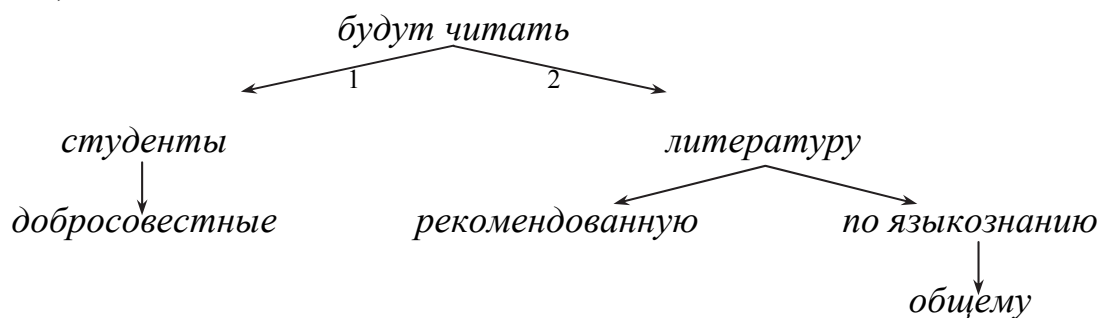 будут читать
1 2
студенты литературу
добросовестные рекомендованную по языкознанию
общему